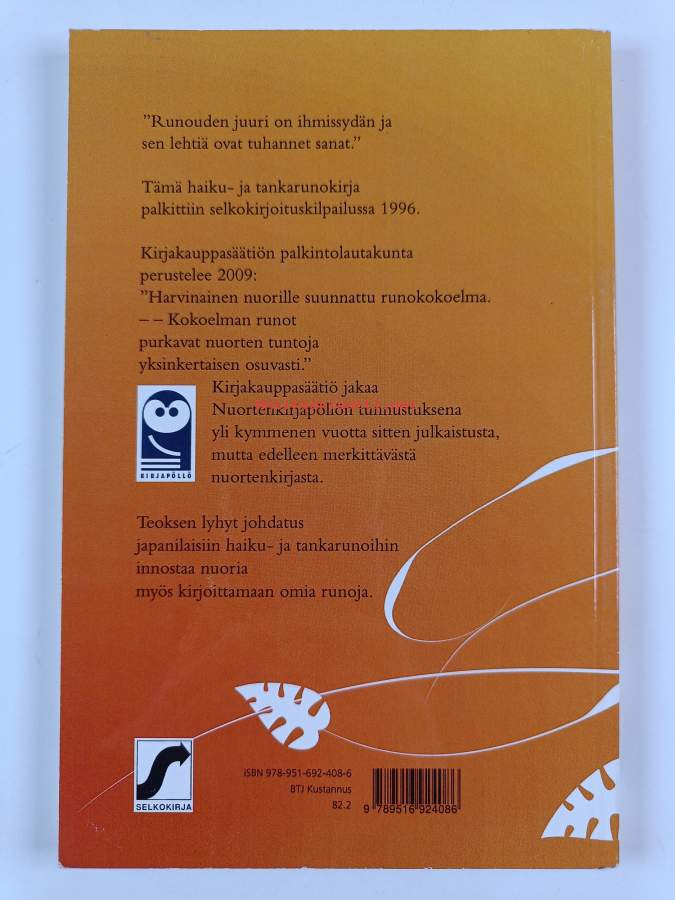 ”Runouden juuri on ihmissydän ja
sen lehtiä ovat tuhannet sanat.”
Tämä haiku- ja tankarunokirja
palkittiin selkokirjoituskilpailussa 1996.
Kirjakauppasäätiön palkintolautakunta
perustelee 2009:
”Harvinainen nuorille suunnattu runokokoelma.
– – Kokoelman runot
purkavat nuorten tuntoja
yksinkertaisen osuvasti.”
Kirjakauppasäätiö jakaa
Nuortenkirjapöllön tunnustuksena
yli kymmenen vuotta sitten julkaistusta,
mutta edelleen merkittävästä
nuortenkirjasta.
KIRJAPÖLLÖ
Teoksen lyhyt johdatus
japanilaisiin haiku- ja tankarunoihin
innostaa nuoria
myös kirjoittamaan omia runoja.
SELKOKIRJA
ISBN 978-951-692-408-6
BTJ Kustannus
82.2
9 789516 924086